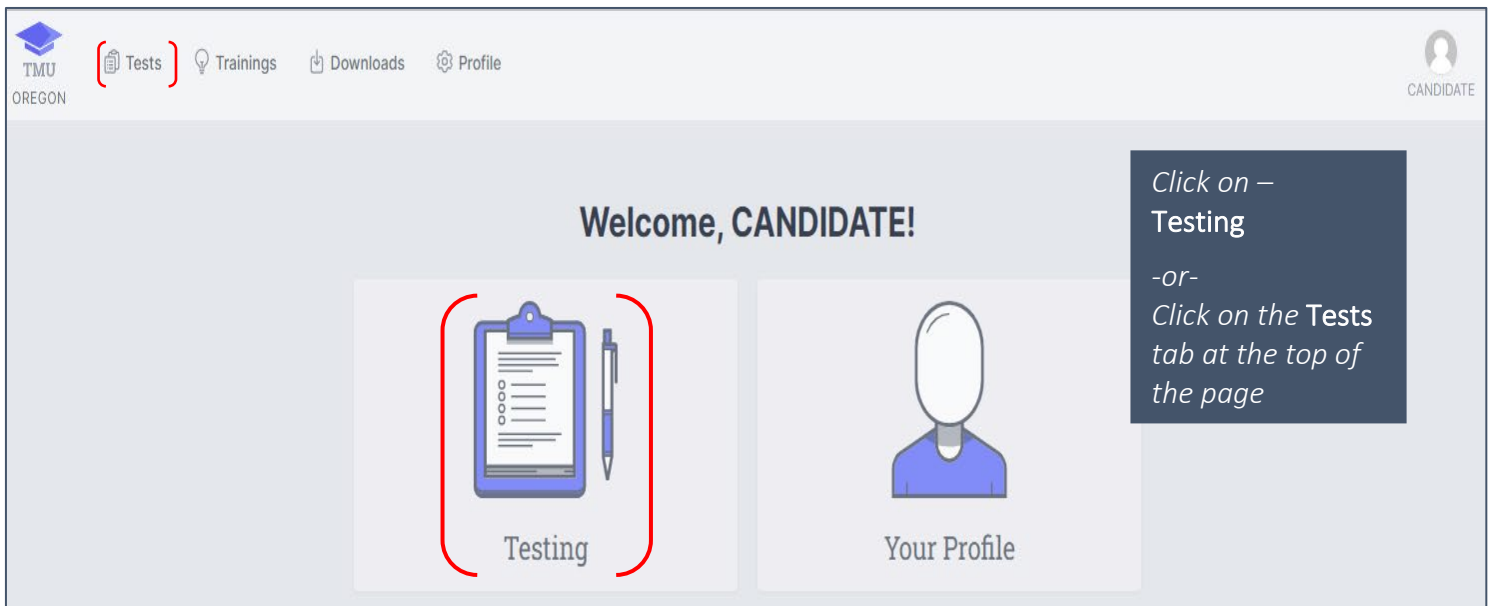 TMU
OREGON
Tests
Trainings
Downloads
Profile
CANDIDATE
Welcome, CANDIDATE!
Click on –
Testing
-or-
Click on the Tests
tab at the top of
the page
Testing
Your Profile